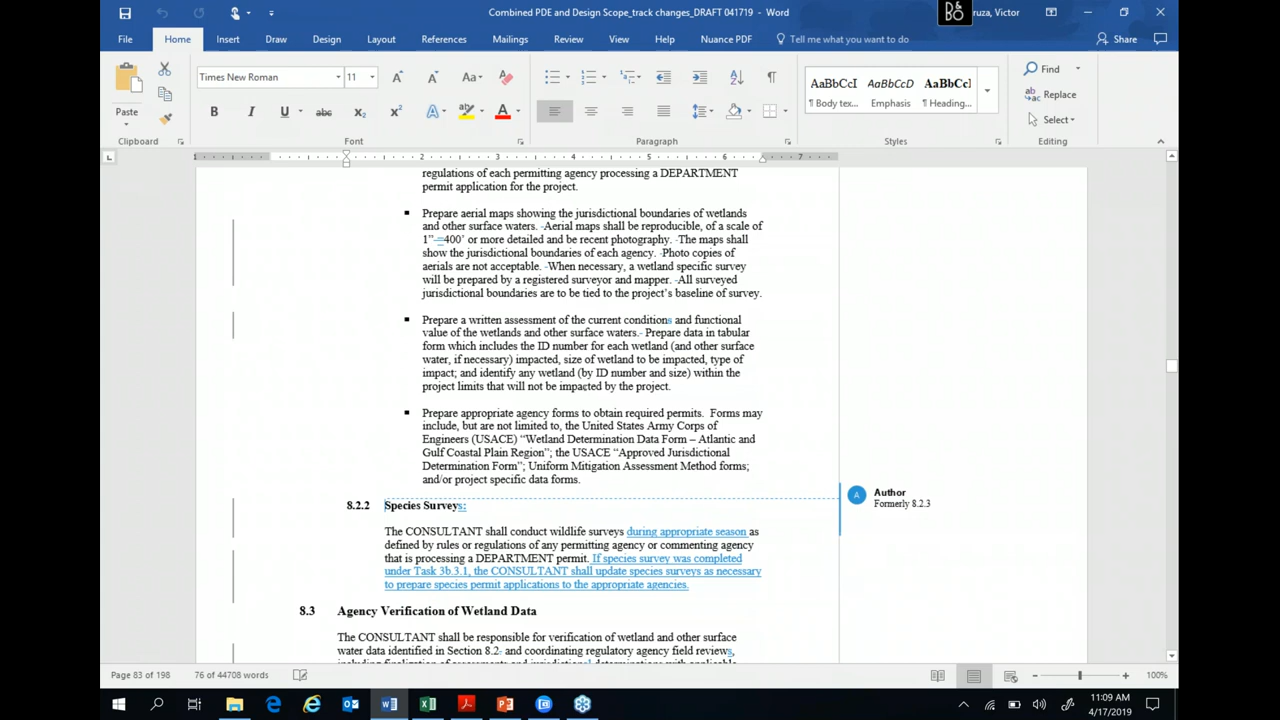 Combined PDE and Design Scope_track changes_DRAFT 041719 - Word
B&O
ruza, Victor
File
Home
Insert
Draw
Design
Layout
References
Mailings
Review
View
Help
Nuance PDF
Tell me what you want to do
Share
Paste
Clipboard
Times New Roman
11
Font
Paragraph
AaBbCcI
AaBbCcD
AaBbCc]
¶ Body tex...
Emphasis
¶ Heading...
Styles
Find
Replace
Select
Editing
1 2 3 4 5 6 7
regulations of each permitting agency processing a DEPARTMENT
permit application for the project.
▪ Prepare aerial maps showing the jurisdictional boundaries of wetlands
and other surface waters. Aerial maps shall be reproducible, of a scale of
1” =400’ or more detailed and be recent photography. The maps shall
show the jurisdictional boundaries of each agency. Photo copies of
aerials are not acceptable. When necessary, a wetland specific survey
will be prepared by a registered surveyor and mapper. All surveyed
jurisdictional boundaries are to be tied to the project’s baseline of survey.
▪ Prepare a written assessment of the current conditions and functional
value of the wetlands and other surface waters. Prepare data in tabular
form which includes the ID number for each wetland (and other surface
water, if necessary) impacted, size of wetland to be impacted, type of
impact; and identify any wetland (by ID number and size) within the
project limits that will not be impacted by the project.
▪ Prepare appropriate agency forms to obtain required permits. Forms may
include, but are not limited to, the United States Army Corps of
Engineers (USACE) “Wetland Determination Data Form – Atlantic and
Gulf Coastal Plain Region”; the USACE “Approved Jurisdictional
Determination Form”; Uniform Mitigation Assessment Method forms;
and/or project specific data forms.
8.2.2 Species Surveys:
Author
Formerly 8.2.3
The CONSULTANT shall conduct wildlife surveys during appropriate season as
defined by rules or regulations of any permitting agency or commenting agency
that is processing a DEPARTMENT permit. If species survey was completed
under Task 3b.3.1, the CONSULTANT shall update species surveys as necessary
to prepare species permit applications to the appropriate agencies.
8.3 Agency Verification of Wetland Data
The CONSULTANT shall be responsible for verification of wetland and other surface
water data identified in Section 8.2 and coordinating regulatory agency field reviews,
including finalization of assessments and jurisdictional determinations with applicable
Page 83 of 198
76 of 44708 words
100%
11:09 AM
4/17/2019